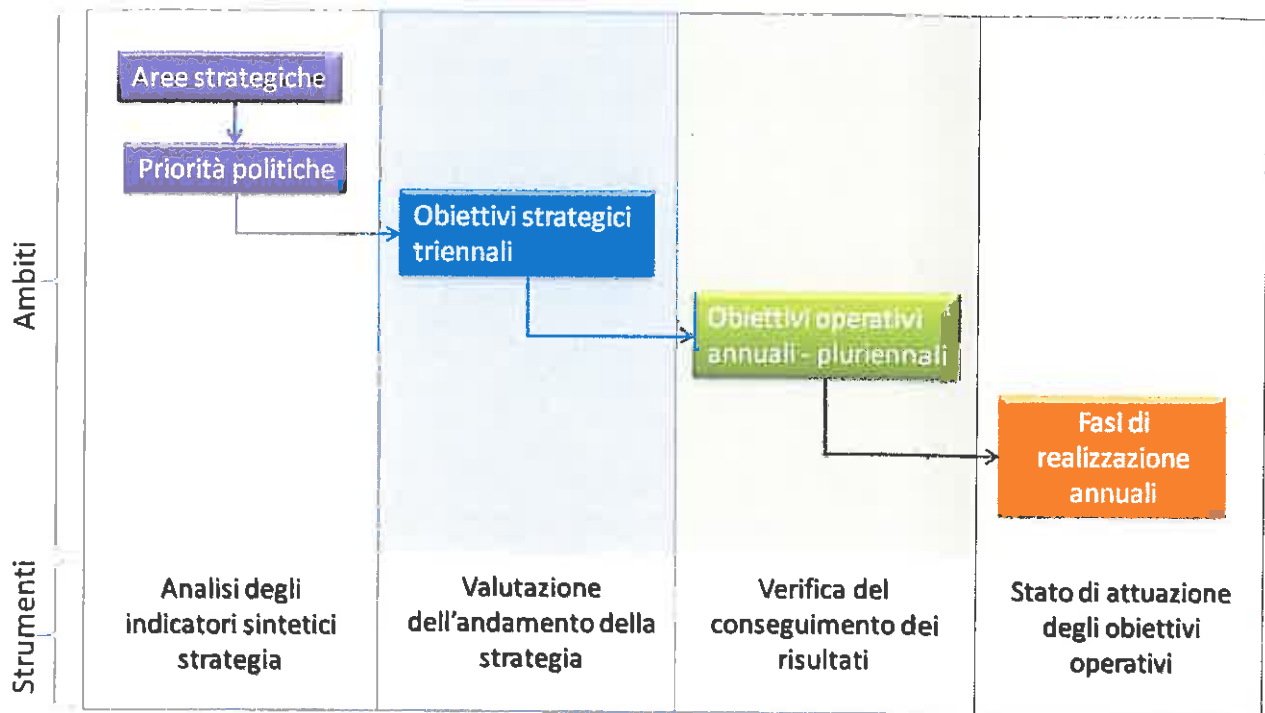 Aree strategiche
Priorità politiche
Obiettivi strategici
triennali
Obiettivi operativi
annuali - pluriennali
Fasi di
realizzazione
annuali
Ambiti
Strumenti
Analisi degli
indicatori sintetici
strategia
Valutazione
dell'andamento della
strategia
Verifica del
conseguimento dei
risultati
Stato di attuazione
degli obiettivi
operativi